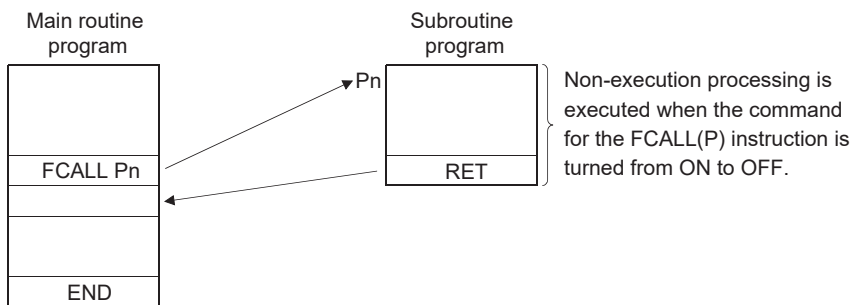 Main routine
program
Subroutine
program
Pn
Non-execution processing is
executed when the command
for the FCALL(P) instruction is
turned from ON to OFF.
FCALL Pn
RET
END